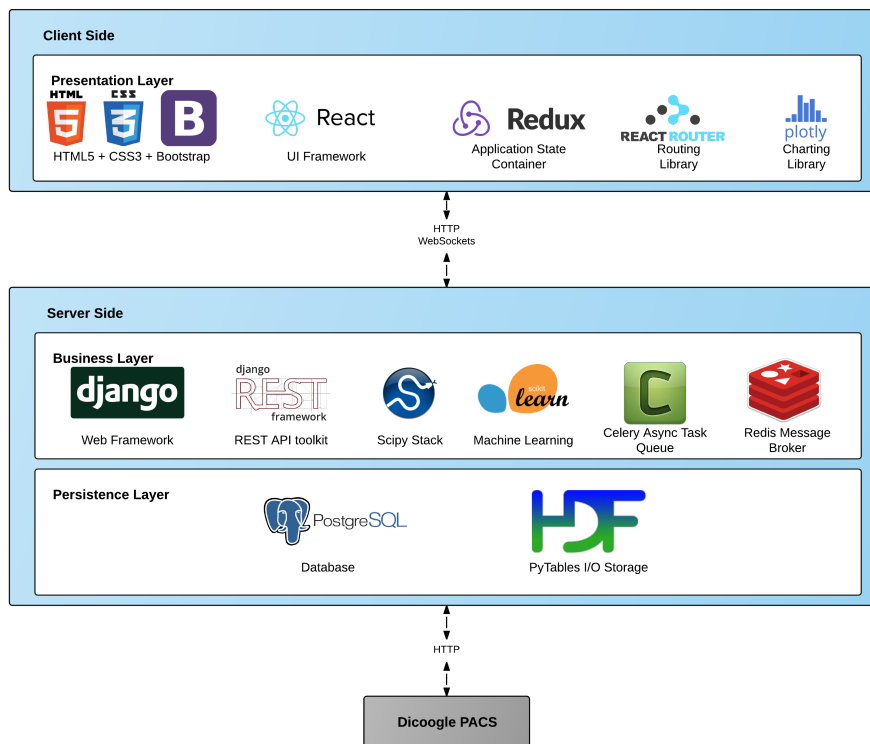 Client Side
Presentation Layer
HTML
CSS
5
3
B
HTML5 + CSS3 + Bootstrap
React
UI Framework
Redux
Application State
Container
REACT ROUTER
Routing
Library
plotly
Charting
Library
HTTP
WebSockets
Server Side
Business Layer
django
Web Framework
django
REST
framework
REST API toolkit
Scipy Stack
scikit
learn
Machine Learning
C
Celery Async Task
Queue
Redis Message
Broker
Persistence Layer
PostgreSQL
Database
HDF
PyTables I/O Storage
HTTP
Dicoogle PACS